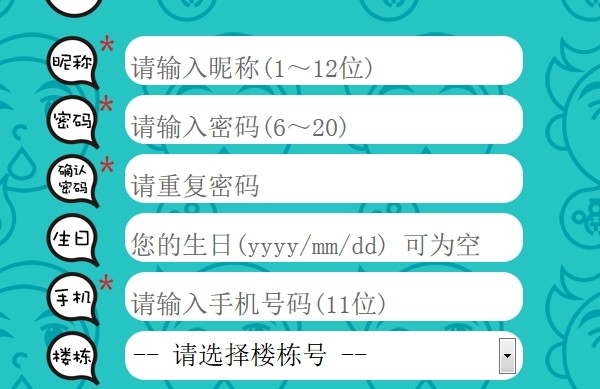 昵称 * 请输入昵称(1～12位)
密码 * 请输入密码(6～20)
确认
密码 * 请重复密码
生日 您的生日(yyyy/mm/dd) 可为空
手机 * 请输入手机号码(11位)
楼栋 -- 请选择楼栋号 --